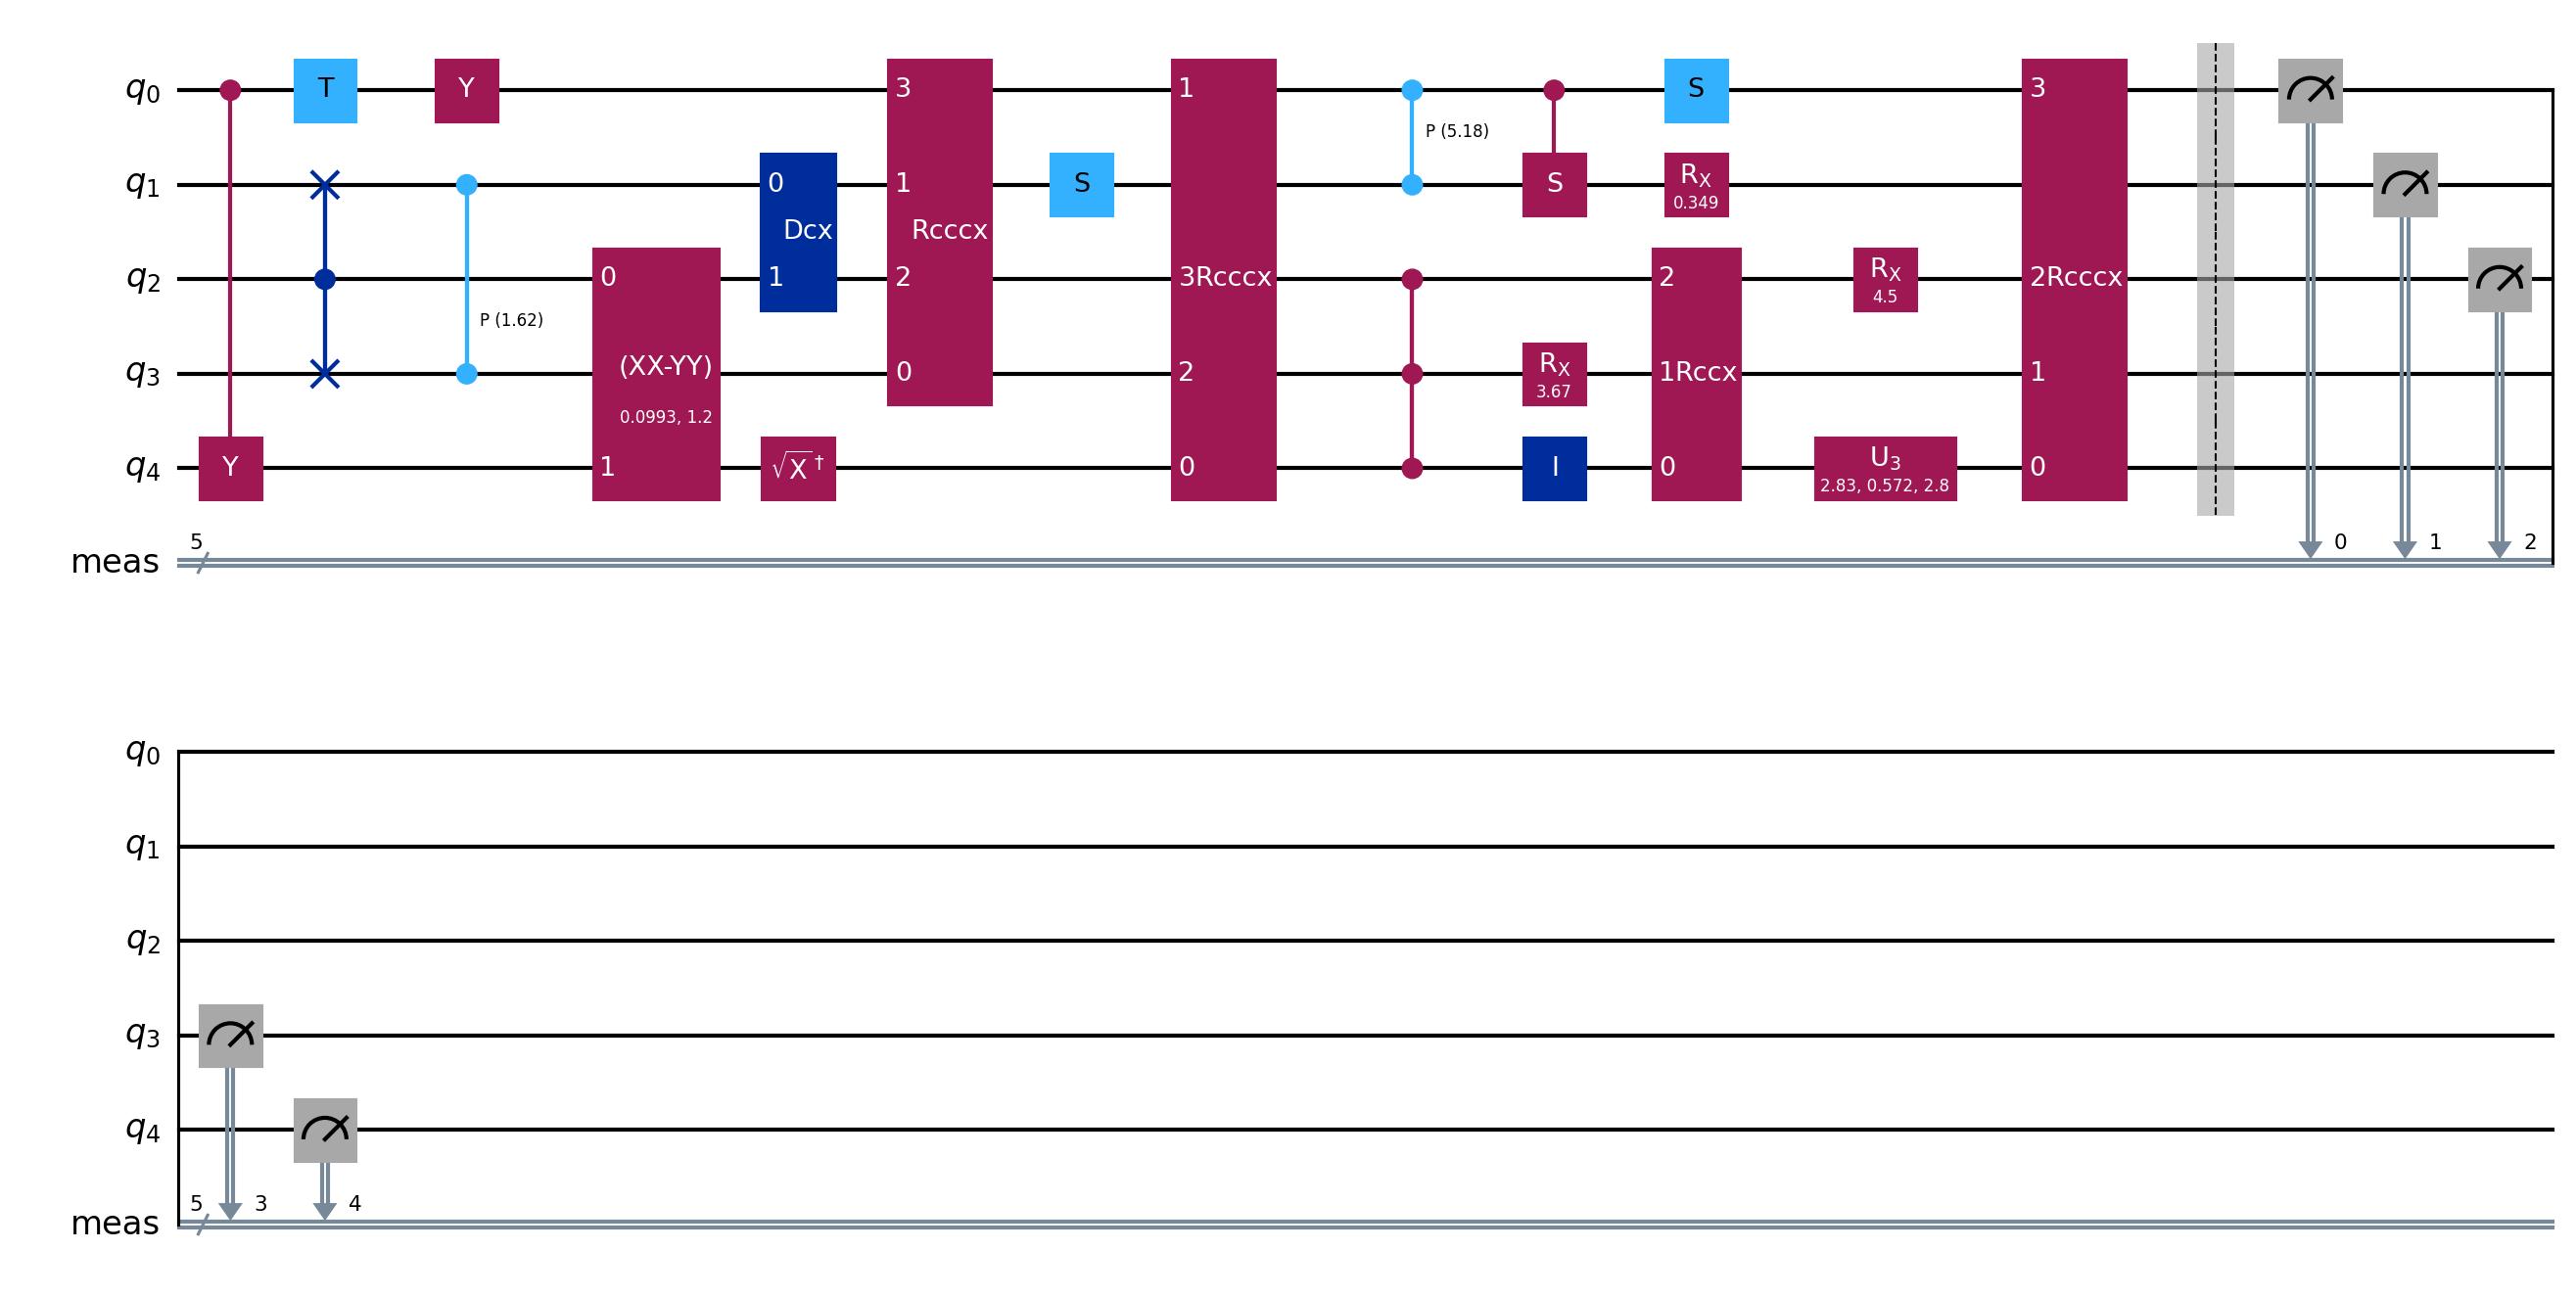 q0 T Y 3 1 P (5.18) S 3
q1 0 Dcx 1 Rcccx S S RX 0.349
P (1.62)
q2 0 1 2 3Rcccx 2 RX 4.5 2Rcccx
q3 (XX-YY) 0.0993, 1.2 0 2 RX 3.67 1Rccx 1
q4 Y 1 √X† 0 I 0 U3 2.83, 0.572, 2.8 0
meas 5 0 1 2
q0
q1
q2
q3
q4
meas 5 3 4